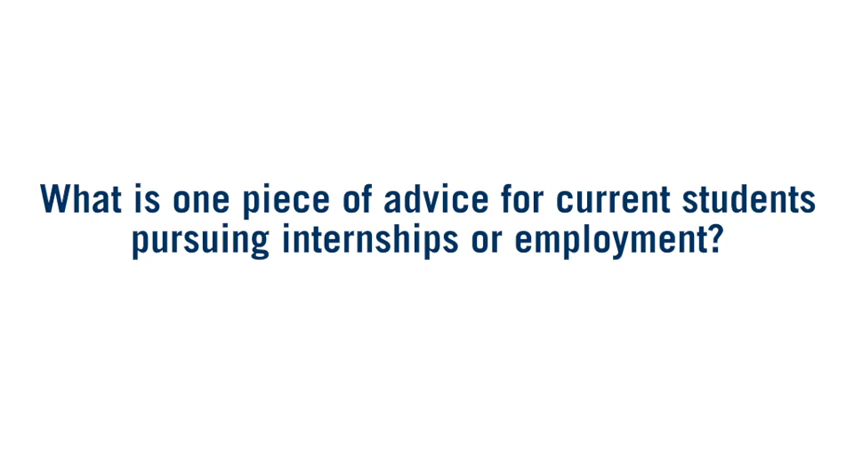 What is one piece of advice for current students
pursuing internships or employment?